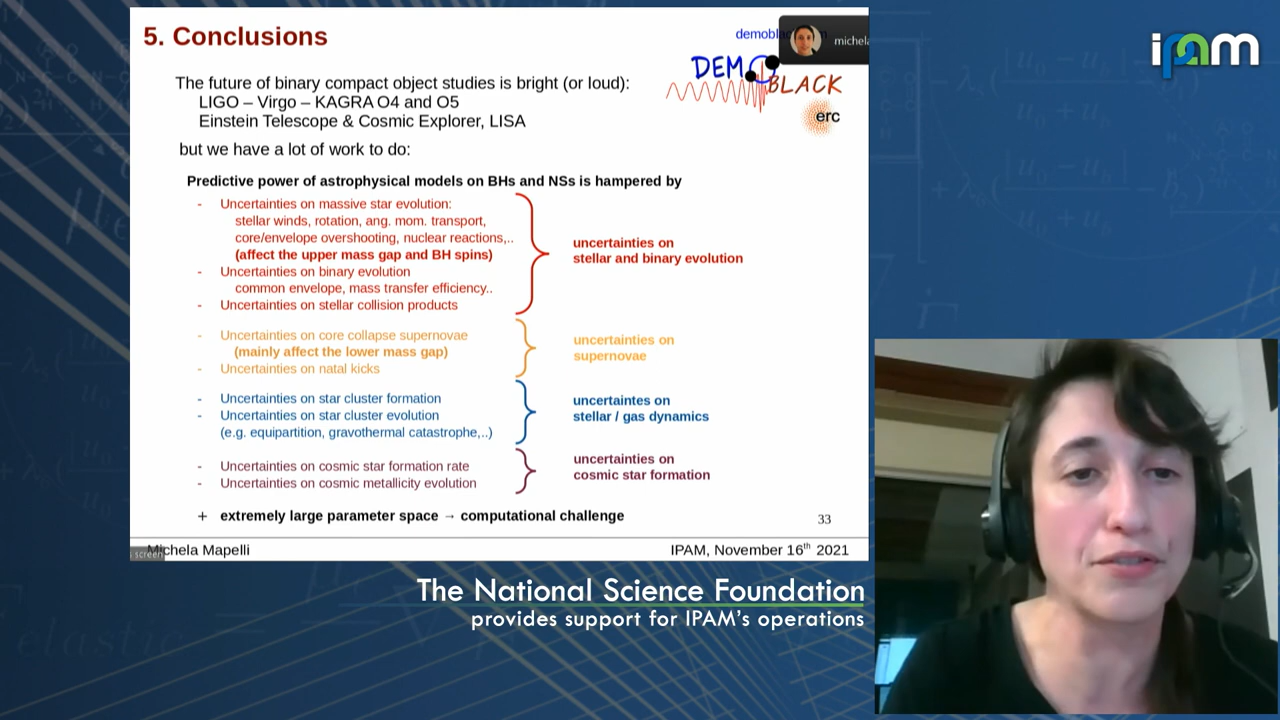 5. Conclusions
michela
DEMOBLACK
erc
The future of binary compact object studies is bright (or loud):
LIGO – Virgo – KAGRA O4 and O5
Einstein Telescope & Cosmic Explorer, LISA
but we have a lot of work to do:
Predictive power of astrophysical models on BHs and NSs is hampered by
- Uncertainties on massive star evolution:
stellar winds, rotation, ang. mom. transport,
core/envelope overshooting, nuclear reactions,..
(affect the upper mass gap and BH spins)
- Uncertainties on binary evolution
common envelope, mass transfer efficiency..
- Uncertainties on stellar collision products
uncertainties on
stellar and binary evolution
- Uncertainties on core collapse supernovae
(mainly affect the lower mass gap)
- Uncertainties on natal kicks
uncertainties on
supernovae
- Uncertainties on star cluster formation
- Uncertainties on star cluster evolution
(e.g. equipartition, gravothermal catastrophe,..)
uncertaintes on
stellar / gas dynamics
- Uncertainties on cosmic star formation rate
- Uncertainties on cosmic metallicity evolution
uncertainties on
cosmic star formation
+ extremely large parameter space → computational challenge
33
screen
Michela Mapelli
IPAM, November 16th 2021
ipam
The National Science Foundation
provides support for IPAM's operations